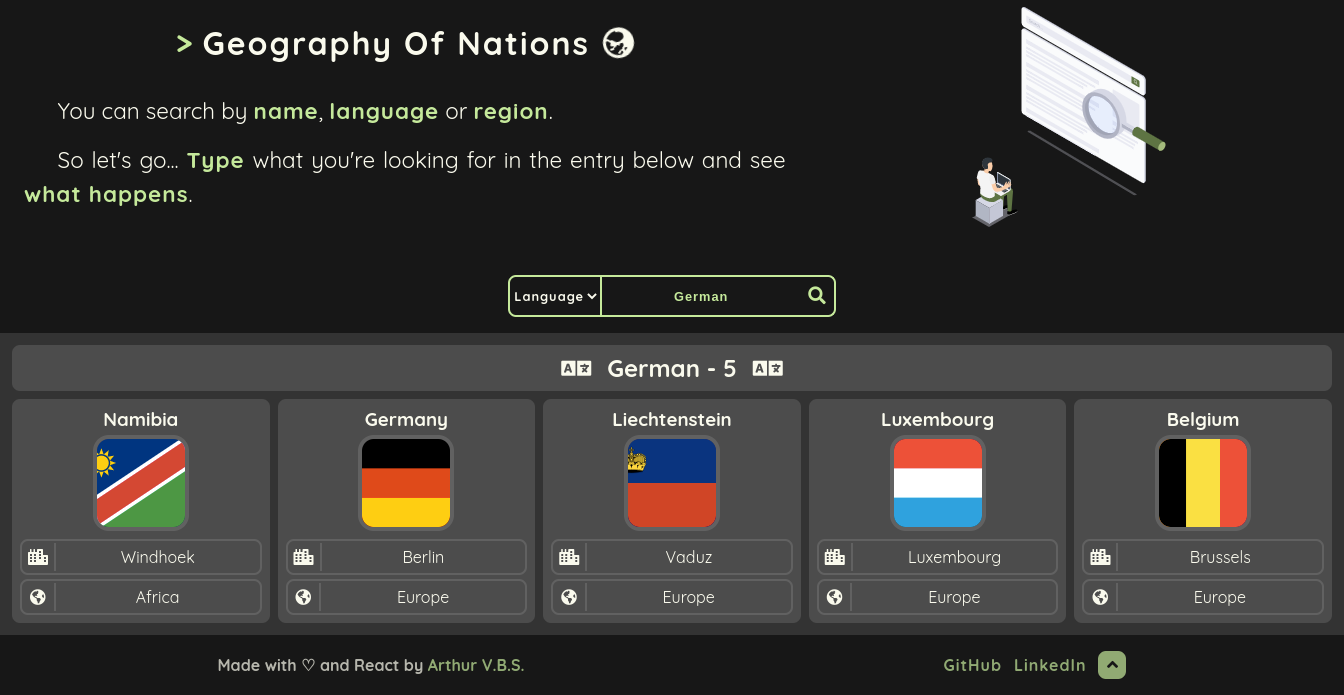 > Geography Of Nations
You can search by name, language or region.
So let's go... Type what you're looking for in the entry below and see
what happens.
Language German
German - 5
Namibia
Windhoek
Africa
Germany
Berlin
Europe
Liechtenstein
Vaduz
Europe
Luxembourg
Luxembourg
Europe
Belgium
Brussels
Europe
Made with ♡ and React by Arthur V.B.S.
GitHub LinkedIn